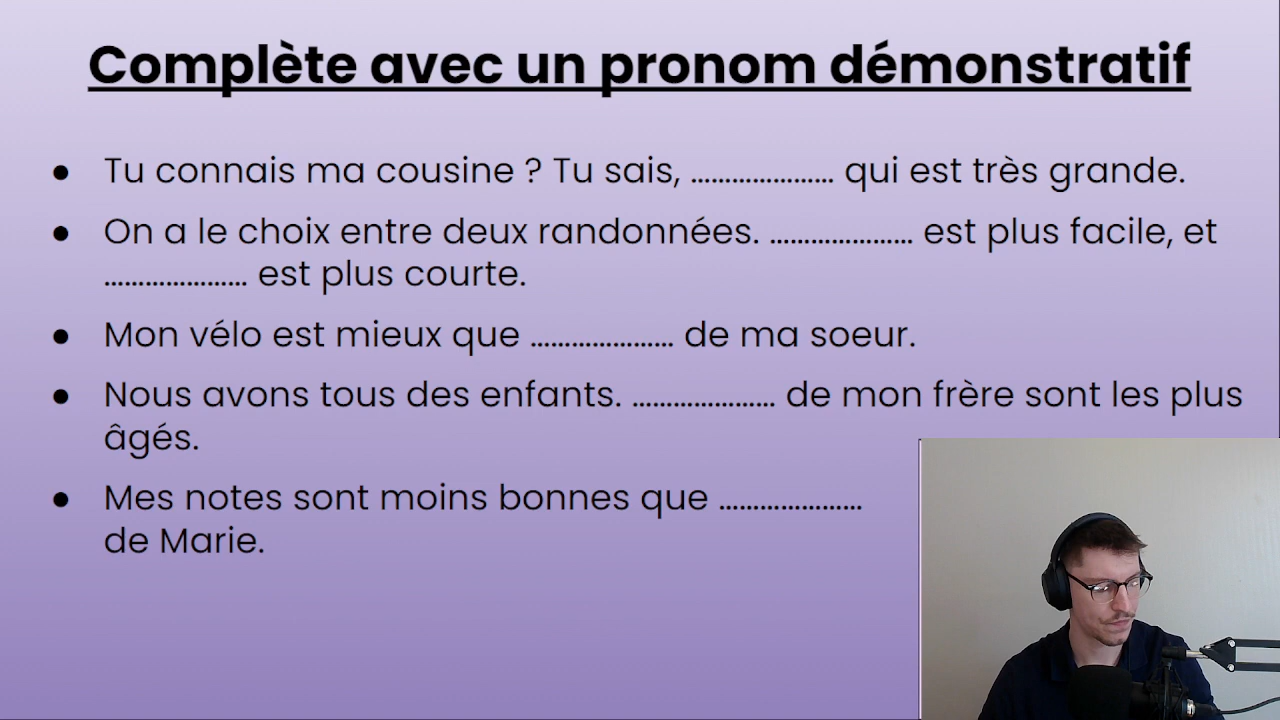 Complète avec un pronom démonstratif
● Tu connais ma cousine ? Tu sais, ………………… qui est très grande.
● On a le choix entre deux randonnées. ………………… est plus facile, et
………………… est plus courte.
● Mon vélo est mieux que ………………… de ma soeur.
● Nous avons tous des enfants. ………………… de mon frère sont les plus
âgés.
● Mes notes sont moins bonnes que …………………
de Marie.